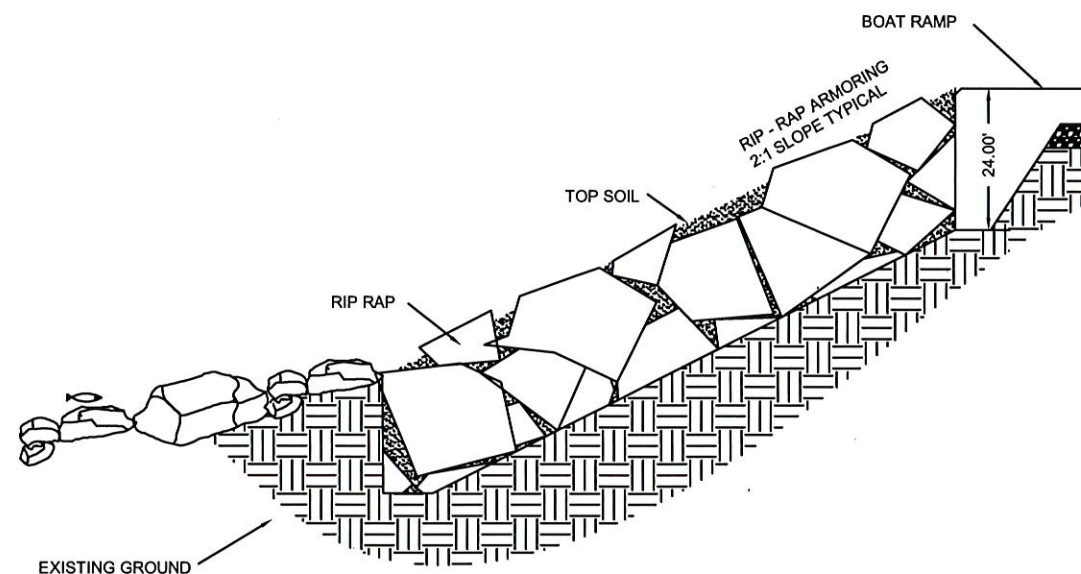 BOAT RAMP
RIP - RAP ARMORING
2:1 SLOPE TYPICAL
24.00'
TOP SOIL
RIP RAP
EXISTING GROUND